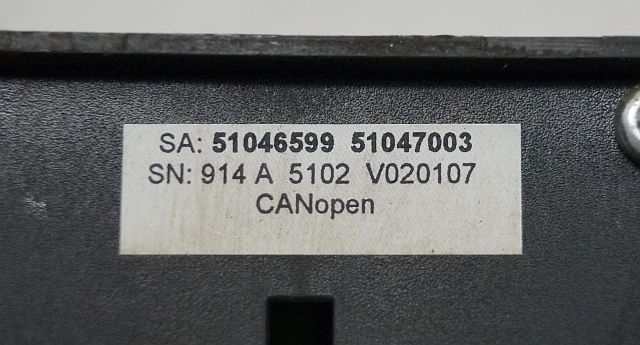 SA: 51046599 51047003
SN: 914 A 5102 V020107
CANopen